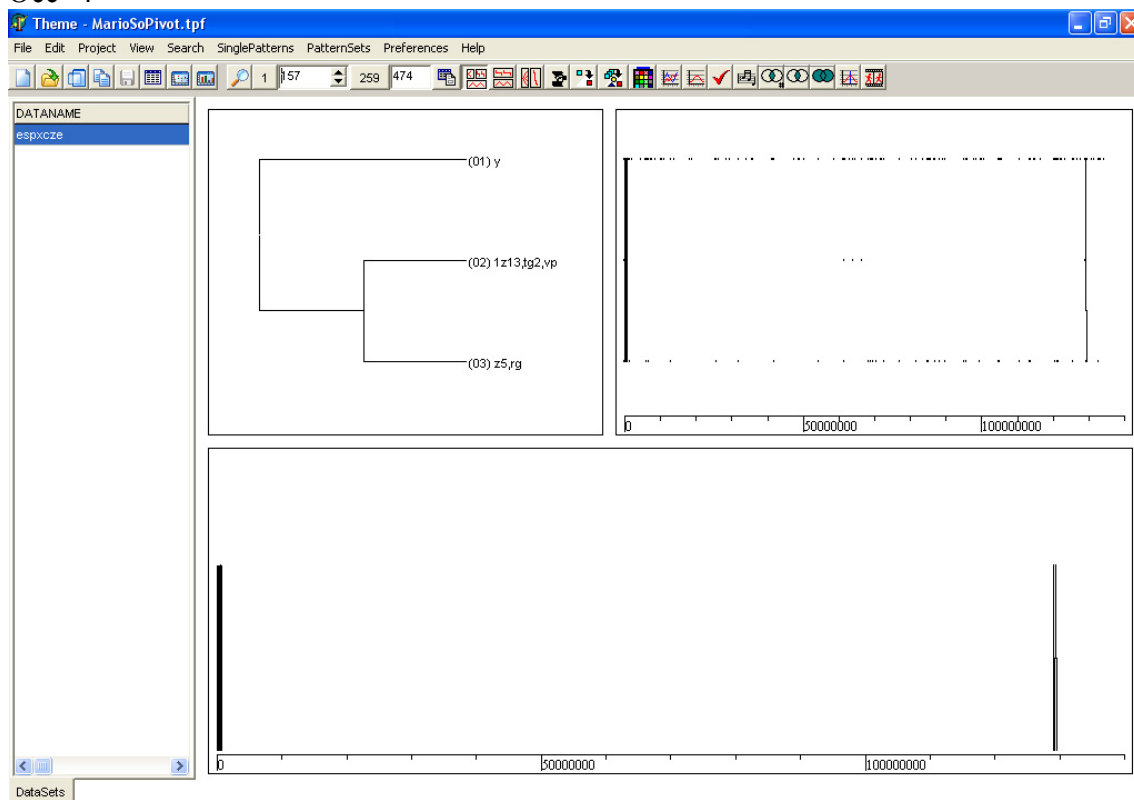 Theme - MarioSoPivot.tpf
File Edit Project View Search SinglePatterns PatternSets Preferences Help
1 157 259 474
DATANAME
espxcze
(01) y
(02) 1z13,tg2,vp
(03) z5,rg
0 50000000 100000000
0 50000000 100000000
DataSets